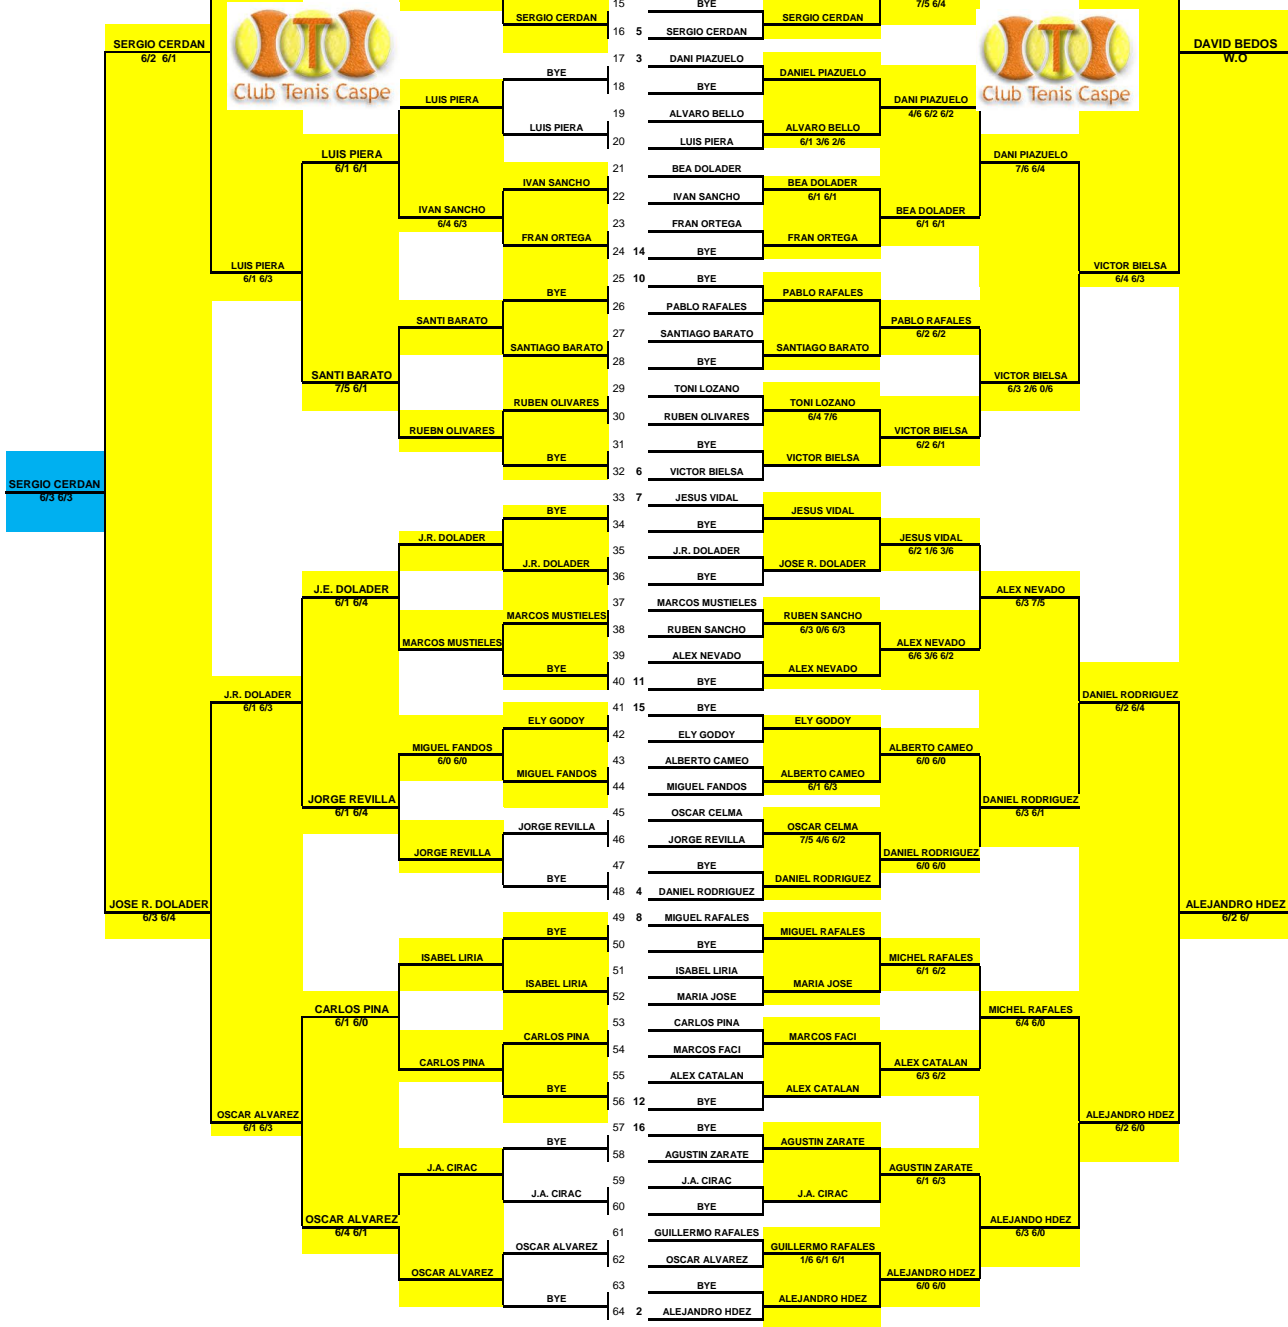 15 BYE 7/5 6/4
SERGIO CERDAN SERGIO CERDAN
16 5 SERGIO CERDAN
SERGIO CERDAN
6/2 6/1
DAVID BEDOS
W.O
Club Tenis Caspe
Club Tenis Caspe
17 3 DANI PIAZUELO
BYE DANIEL PIAZUELO
18 BYE
LUIS PIERA DANI PIAZUELO
4/6 6/2 6/2
19 ALVARO BELLO
LUIS PIERA ALVARO BELLO
6/1 3/6 2/6
20 LUIS PIERA
LUIS PIERA DANI PIAZUELO
6/1 6/1 7/6 6/4
21 BEA DOLADER
IVAN SANCHO BEA DOLADER
6/1 6/1
22 IVAN SANCHO
IVAN SANCHO BEA DOLADER
6/4 6/3 6/1 6/1
23 FRAN ORTEGA
FRAN ORTEGA FRAN ORTEGA
24 14 BYE
LUIS PIERA VICTOR BIELSA
6/1 6/3 6/4 6/3
25 10 BYE
BYE PABLO RAFALES
26 PABLO RAFALES
SANTI BARATO PABLO RAFALES
6/2 6/2
27 SANTIAGO BARATO
SANTIAGO BARATO SANTIAGO BARATO
28 BYE
SANTI BARATO VICTOR BIELSA
7/5 6/1 6/3 2/6 0/6
29 TONI LOZANO
RUBEN OLIVARES TONI LOZANO
6/4 7/6
30 RUBEN OLIVARES
RUEBN OLIVARES VICTOR BIELSA
6/2 6/1
31 BYE
BYE VICTOR BIELSA
32 6 VICTOR BIELSA
SERGIO CERDAN
6/3 6/3
33 7 JESUS VIDAL
BYE JESUS VIDAL
34 BYE
J.R. DOLADER JESUS VIDAL
6/2 1/6 3/6
35 J.R. DOLADER
J.R. DOLADER JOSE R. DOLADER
36 BYE
J.E. DOLADER ALEX NEVADO
6/1 6/4 6/3 7/5
37 MARCOS MUSTIELES
MARCOS MUSTIELES RUBEN SANCHO
6/3 0/6 6/3
38 RUBEN SANCHO
MARCOS MUSTIELES ALEX NEVADO
6/6 3/6 6/2
39 ALEX NEVADO
BYE ALEX NEVADO
40 11 BYE
J.R. DOLADER DANIEL RODRIGUEZ
6/1 6/3 6/2 6/4
41 15 BYE
ELY GODOY ELY GODOY
42 ELY GODOY
MIGUEL FANDOS ALBERTO CAMEO
6/0 6/0 6/0 6/0
43 ALBERTO CAMEO
MIGUEL FANDOS ALBERTO CAMEO
6/1 6/3
44 MIGUEL FANDOS
JORGE REVILLA DANIEL RODRIGUEZ
6/1 6/4 6/3 6/1
45 OSCAR CELMA
JORGE REVILLA OSCAR CELMA
7/5 4/6 6/2
46 JORGE REVILLA
JORGE REVILLA DANIEL RODRIGUEZ
6/0 6/0
47 BYE
BYE DANIEL RODRIGUEZ
48 4 DANIEL RODRIGUEZ
JOSE R. DOLADER ALEJANDRO HDEZ
6/3 6/4 6/2 6/
49 8 MIGUEL RAFALES
BYE MIGUEL RAFALES
50 BYE
ISABEL LIRIA MICHEL RAFALES
6/1 6/2
51 ISABEL LIRIA
ISABEL LIRIA MARIA JOSE
52 MARIA JOSE
CARLOS PINA MICHEL RAFALES
6/1 6/0 6/4 6/0
53 CARLOS PINA
CARLOS PINA MARCOS FACI
54 MARCOS FACI
CARLOS PINA ALEX CATALAN
6/3 6/2
55 ALEX CATALAN
BYE ALEX CATALAN
56 12 BYE
OSCAR ALVAREZ ALEJANDRO HDEZ
6/1 6/3 6/2 6/0
57 16 BYE
BYE AGUSTIN ZARATE
58 AGUSTIN ZARATE
J.A. CIRAC AGUSTIN ZARATE
6/1 6/3
59 J.A. CIRAC
J.A. CIRAC J.A. CIRAC
60 BYE
OSCAR ALVAREZ ALEJANDO HDEZ
6/4 6/1 6/3 6/0
61 GUILLERMO RAFALES
OSCAR ALVAREZ GUILLERMO RAFALES
1/6 6/1 6/1
62 OSCAR ALVAREZ
OSCAR ALVAREZ ALEJANDRO HDEZ
6/0 6/0
63 BYE
BYE ALEJANDRO HDEZ
64 2 ALEJANDRO HDEZ